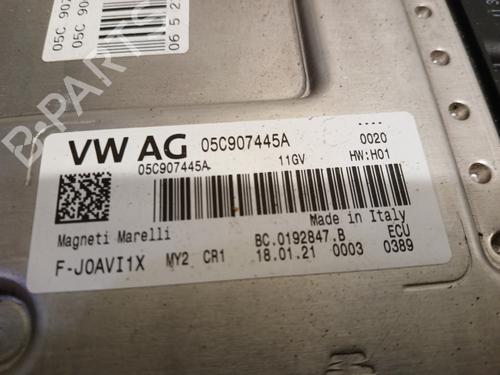 05C 90
05C 90
06 5 2
VW AG 05C907445A
0020
05C907445A 11GV HW:H01
Made in Italy
Magneti Marelli BC.0192847.B ECU
F-J0AVI1X MY2 CR1 18.01.21 0003 0389
B-PARTS